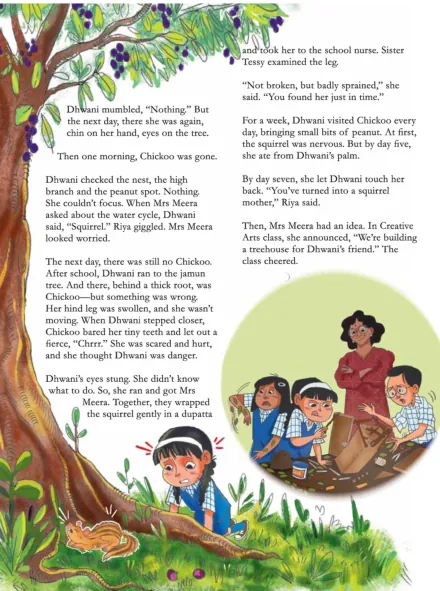 Dhwani mumbled, “Nothing.” But
the next day, there she was again,
chin on her hand, eyes on the tree.
Then one morning, Chickoo was gone.
Dhwani checked the nest, the high
branch and the peanut spot. Nothing.
She couldn’t focus. When Mrs Meera
asked about the water cycle, Dhwani
said, “Squirrel.” Riya giggled. Mrs Meera
looked worried.
The next day, there was still no Chickoo.
After school, Dhwani ran to the jamun
tree. And there, behind a thick root, was
Chickoo—but something was wrong.
Her hind leg was swollen, and she wasn’t
moving. When Dhwani stepped closer,
Chickoo bared her tiny teeth and let out a
fierce, “Chrrr.” She was scared and hurt,
and she thought Dhwani was danger.
Dhwani’s eyes stung. She didn’t know
what to do. So, she ran and got Mrs
Meera. Together, they wrapped
the squirrel gently in a dupatta
and took her to the school nurse. Sister
Tessy examined the leg.
“Not broken, but badly sprained,” she
said. “You found her just in time.”
For a week, Dhwani visited Chickoo every
day, bringing small bits of peanut. At first,
the squirrel was nervous. But by day five,
she ate from Dhwani’s palm.
By day seven, she let Dhwani touch her
back. “You’ve turned into a squirrel
mother,” Riya said.
Then, Mrs Meera had an idea. In Creative
Arts class, she announced, “We’re building
a treehouse for Dhwani’s friend.” The
class cheered.